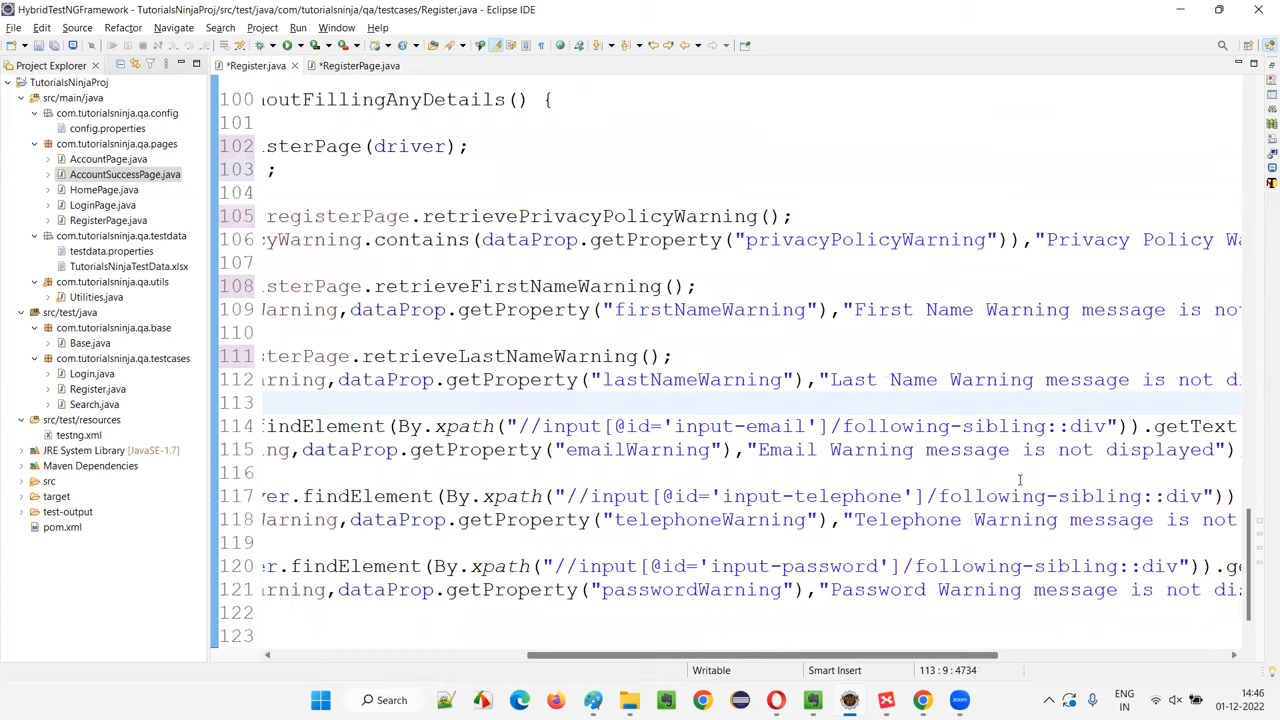 HybridTestNGFramework - TutorialsNinjaProj/src/test/java/com/tutorialsninja/qa/testcases/Register.java - Eclipse IDE
File Edit Source Refactor Navigate Search Project Run Window Help
Project Explorer
*Register.java *RegisterPage.java
TutorialsNinjaProj
src/main/java
com.tutorialsninja.qa.config
config.properties
com.tutorialsninja.qa.pages
AccountPage.java
AccountSuccessPage.java
HomePage.java
LoginPage.java
RegisterPage.java
com.tutorialsninja.qa.testdata
testdata.properties
TutorialsNinjaTestData.xlsx
com.tutorialsninja.qa.utils
Utilities.java
src/test/java
com.tutorialsninja.qa.base
Base.java
com.tutorialsninja.qa.testcases
Login.java
Register.java
Search.java
src/test/resources
testng.xml
JRE System Library [JavaSE-1.7]
Maven Dependencies
src
target
test-output
pom.xml
100 outFillingAnyDetails() {
101
102 sterPage(driver);
103 ;
104
105 registerPage.retrievePrivacyPolicyWarning();
106 cyWarning.contains(dataProp.getProperty("privacyPolicyWarning")),"Privacy Policy Wa
107
108 sterPage.retrieveFirstNameWarning();
109 Warning,dataProp.getProperty("firstNameWarning"),"First Name Warning message is no
110
111 sterPage.retrieveLastNameWarning();
112 arning,dataProp.getProperty("lastNameWarning"),"Last Name Warning message is not d
113
114 findElement(By.xpath("//input[@id='input-email']/following-sibling::div")).getText
115 ng,dataProp.getProperty("emailWarning"),"Email Warning message is not displayed")
116
117 ver.findElement(By.xpath("//input[@id='input-telephone']/following-sibling::div"))
118 Warning,dataProp.getProperty("telephoneWarning"),"Telephone Warning message is not
119
120 er.findElement(By.xpath("//input[@id='input-password']/following-sibling::div")).ge
121 arning,dataProp.getProperty("passwordWarning"),"Password Warning message is not di
122
123
Writable Smart Insert 113 : 9 : 4734
Search
ENG
IN
14:46
01-12-2022